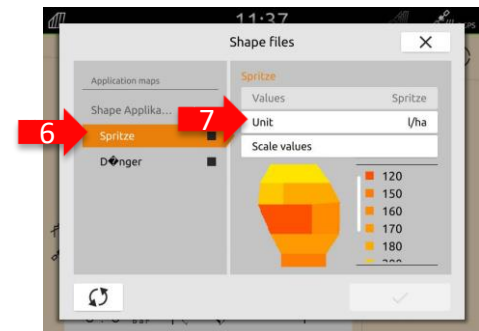 11:37
Shape files
Application maps
Shape Applika...
Spritze
D�nger
Spritze
Values Spritze
Unit l/ha
Scale values
120
150
160
170
180
6
7